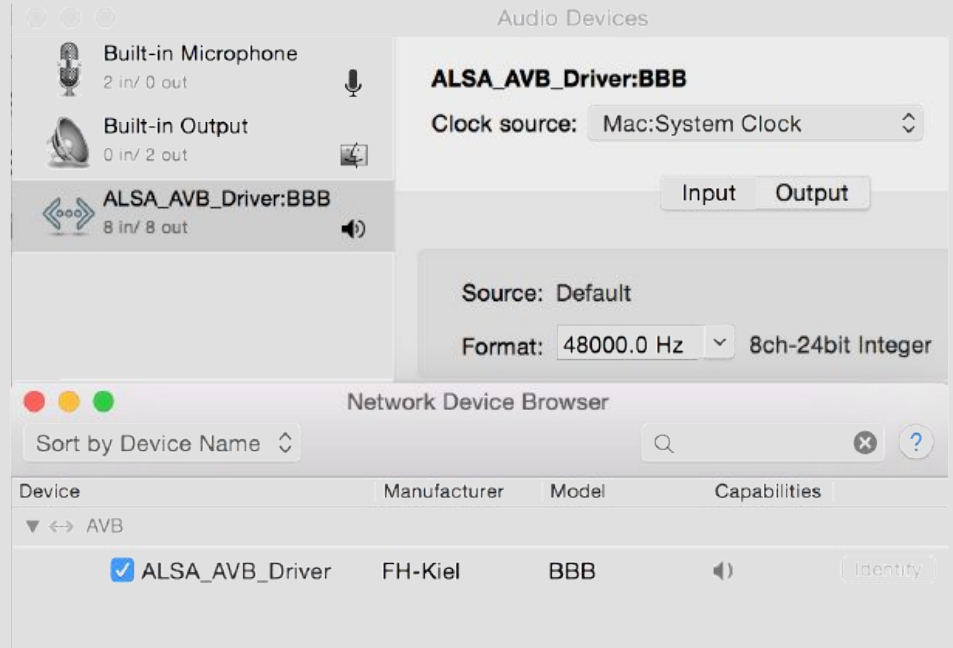 Audio Devices
Built-in Microphone
2 in/ 0 out
Built-in Output
0 in/ 2 out
ALSA_AVB_Driver:BBB
8 in/ 8 out
ALSA_AVB_Driver:BBB
Clock source: Mac:System Clock
Input Output
Source: Default
Format: 48000.0 Hz 8ch-24bit Integer
Network Device Browser
Sort by Device Name ?
Device Manufacturer Model Capabilities
AVB
ALSA_AVB_Driver FH-Kiel BBB Identify